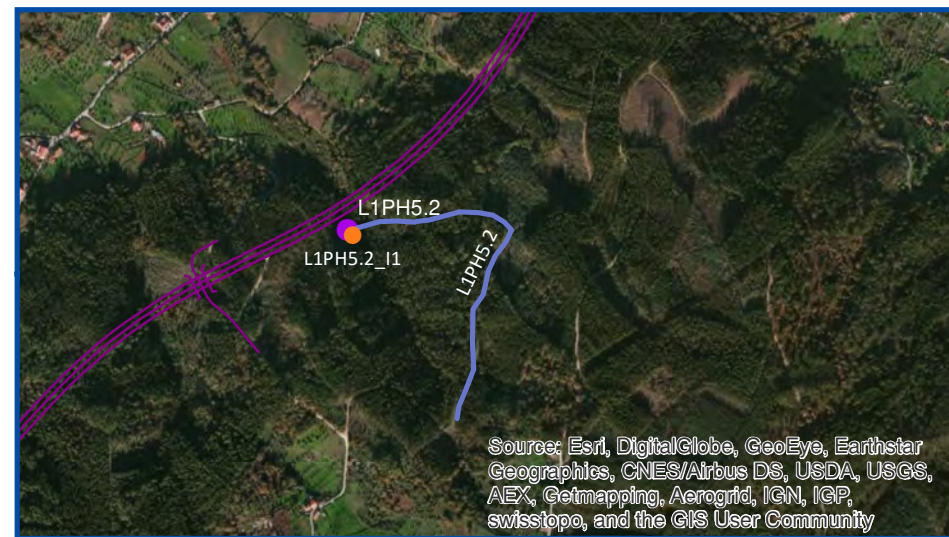 L1PH5.2
L1PH5.2_I1
L1PH5.2
Source: Esri, DigitalGlobe, GeoEye, Earthstar
Geographics, CNES/Airbus DS, USDA, USGS,
AEX, Getmapping, Aerogrid, IGN, IGP,
swisstopo, and the GIS User Community